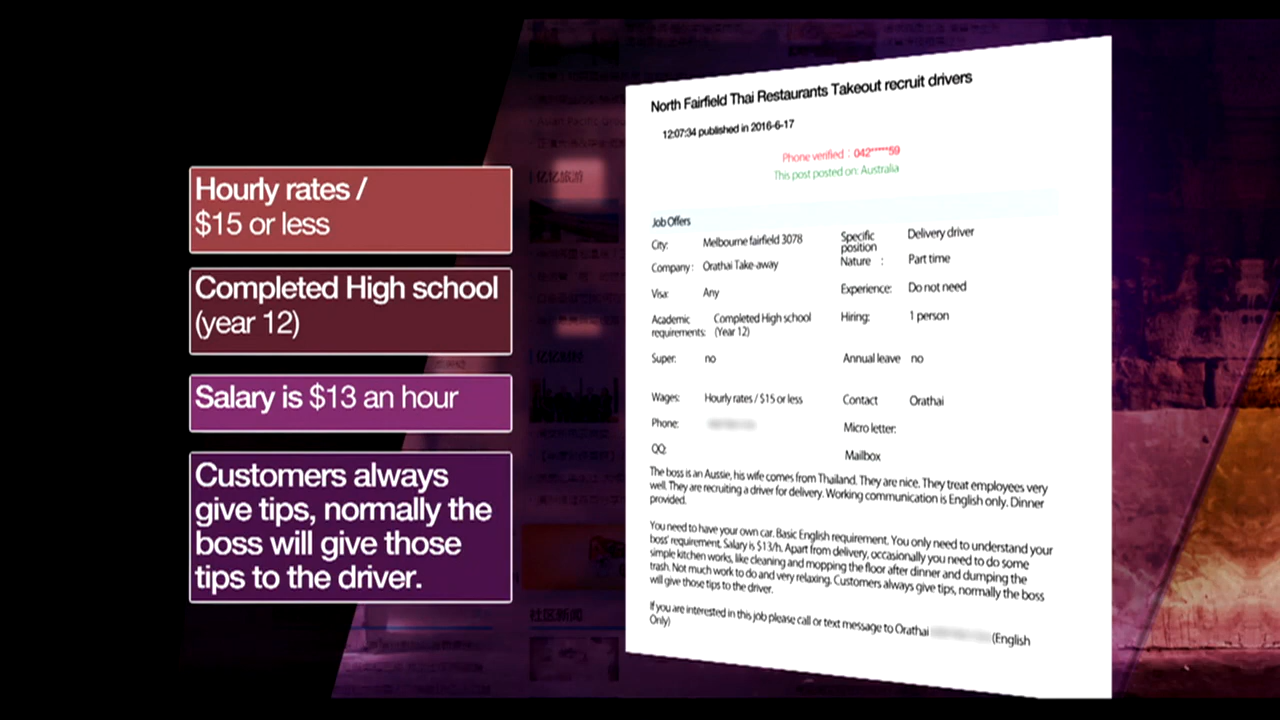 Hourly rates /
$15 or less
Completed High school
(year 12)
Salary is $13 an hour
Customers always
give tips, normally the
boss will give those
tips to the driver.
North Fairfield Thai Restaurants Takeout recruit drivers
12:07:34 published in 2016-6-17
Phone verified : 042*****59
This post posted on: Australia
Job Offers
City: Melbourne fairfield 3078 Specific position Delivery driver
Company: Orathai Take-away Nature : Part time
Visa: Any Experience: Do not need
Academic requirements: Completed High school (Year 12) Hiring: 1 person
Super: no Annual leave no
Wages: Hourly rates / $15 or less Contact Orathai
Phone: Micro letter:
QQ: Mailbox
The boss is an Aussie, his wife comes from Thailand. They are nice. They treat employees very
well. They are recruiting a driver for delivery. Working communication is English only. Dinner
provided.
You need to have your own car. Basic English requirement. You only need to understand your
boss' requirement. Salary is $13/h. Apart from delivery, occasionally you need to do some
simple kitchen works, like cleaning and mopping the floor after dinner and dumping the
trash. Not much work to do and very relaxing. Customers always give tips, normally the boss
will give those tips to the driver.
If you are interested in this job please call or text message to Orathai (English
Only)
亿忆旅游
社区新闻